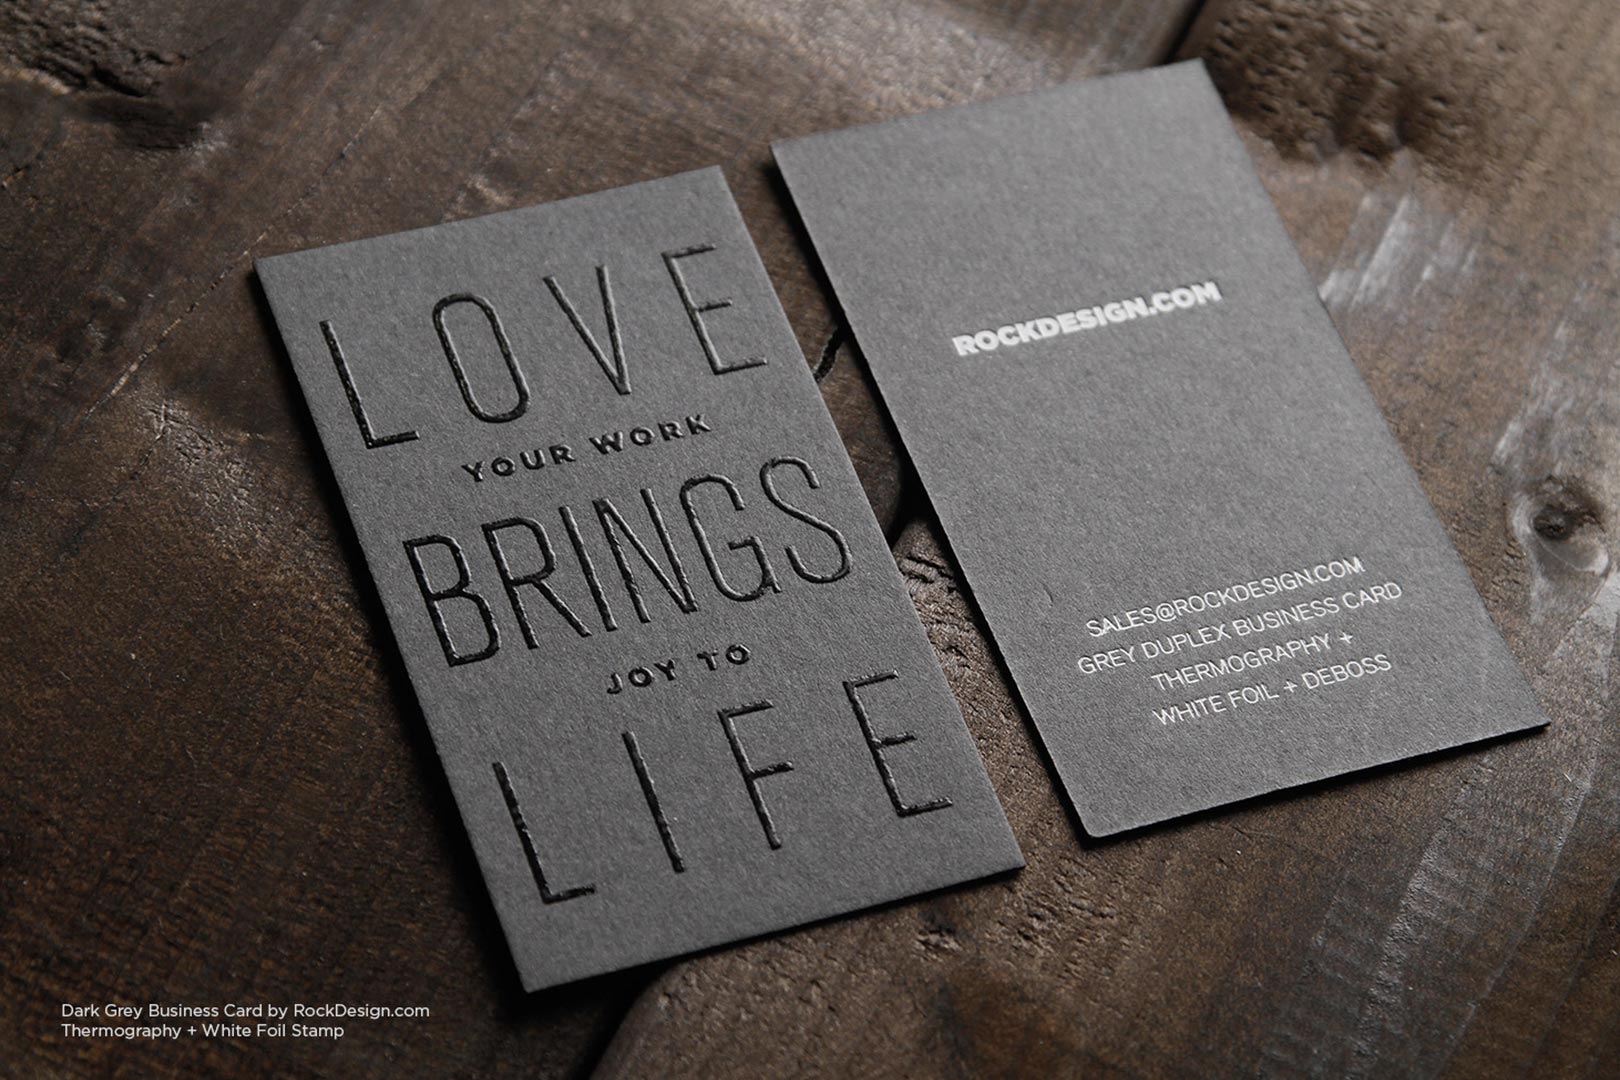 LOVE
YOUR WORK
BRINGS
JOY TO
LIFE
ROCKDESIGN.COM
SALES@ROCKDESIGN.COM
GREY DUPLEX BUSINESS CARD
THERMOGRAPHY +
WHITE FOIL + DEBOSS
Dark Grey Business Card by RockDesign.com
Thermography + White Foil Stamp